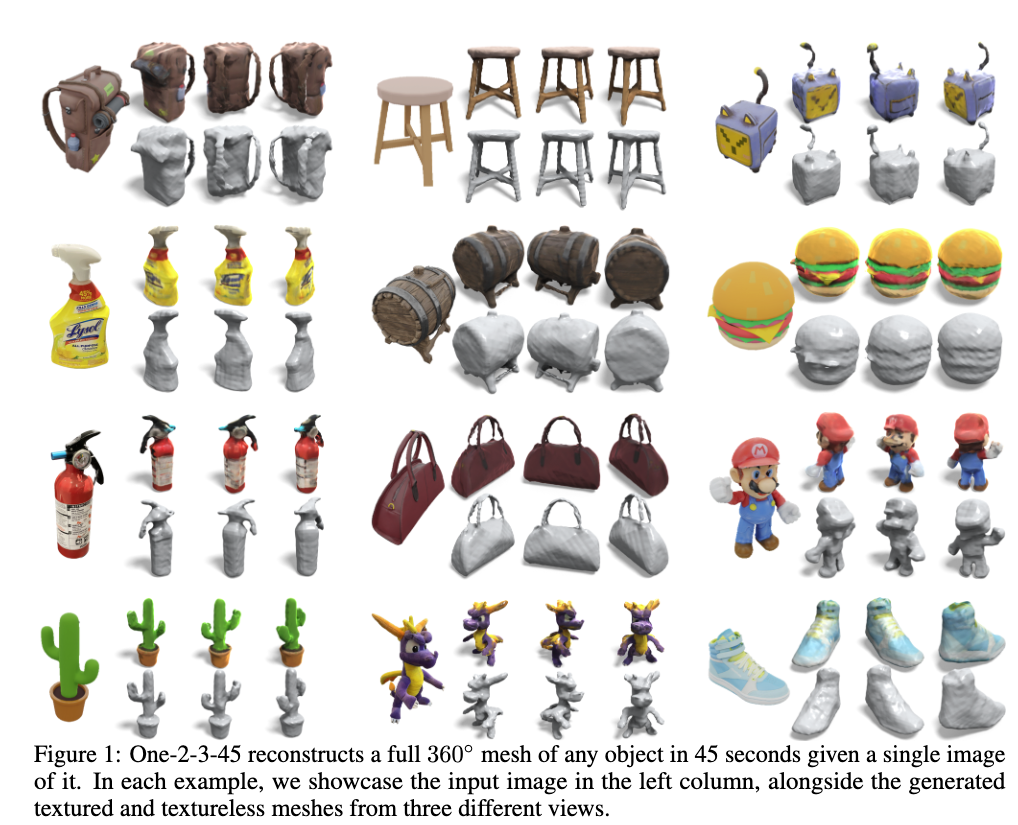 Lysol
Figure 1: One-2-3-45 reconstructs a full 360° mesh of any object in 45 seconds given a single image
of it. In each example, we showcase the input image in the left column, alongside the generated
textured and textureless meshes from three different views.